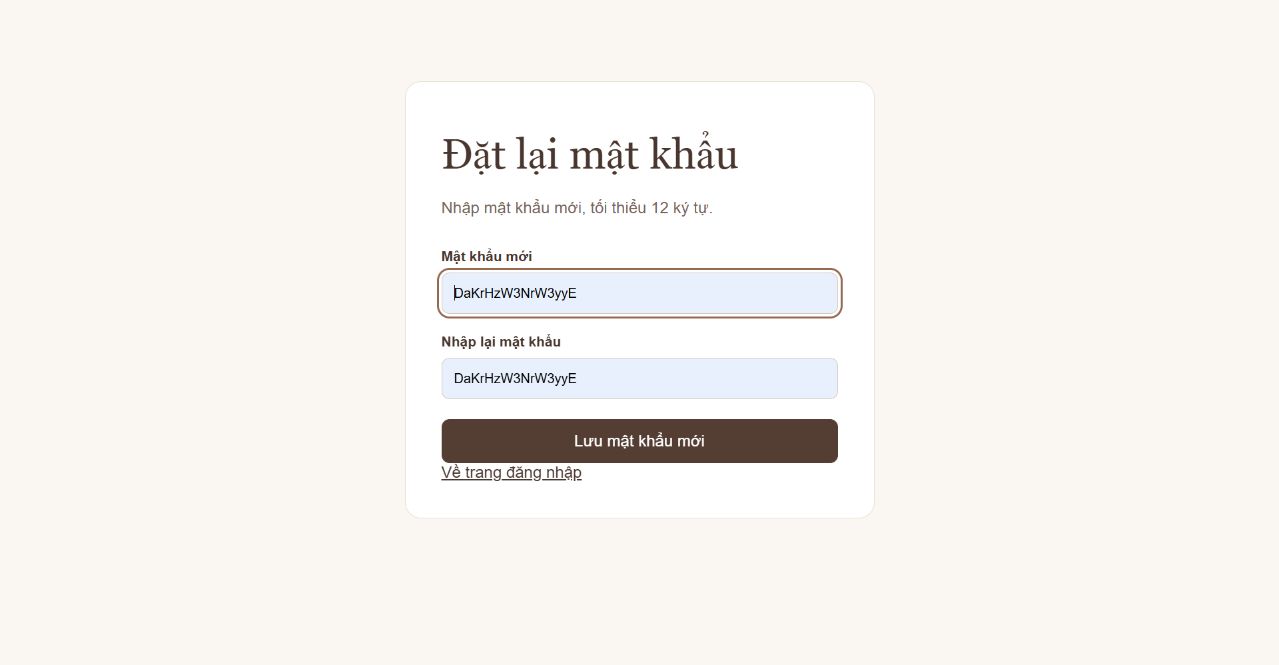 Đặt lại mật khẩu
Nhập mật khẩu mới, tối thiểu 12 ký tự.
Mật khẩu mới
DaKrHzW3NrW3yyE
Nhập lại mật khẩu
DaKrHzW3NrW3yyE
Lưu mật khẩu mới
Về trang đăng nhập